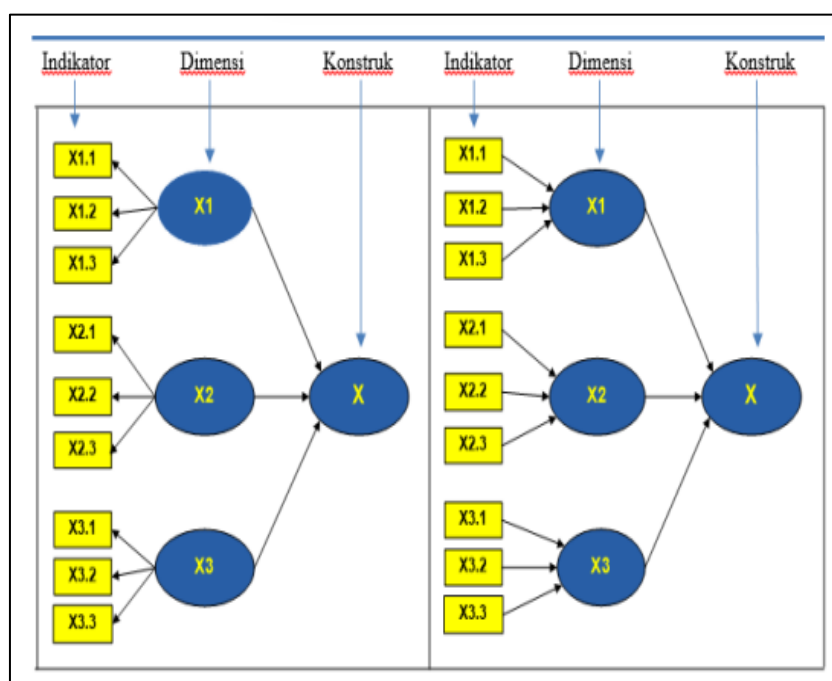 Indikator Dimensi Konstruk Indikator Dimensi Konstruk
X1.1
X1.2
X1.3
X1
X2.1
X2.2
X2.3
X2
X
X3.1
X3.2
X3.3
X3
X1.1
X1.2
X1.3
X1
X2.1
X2.2
X2.3
X2
X
X3.1
X3.2
X3.3
X3